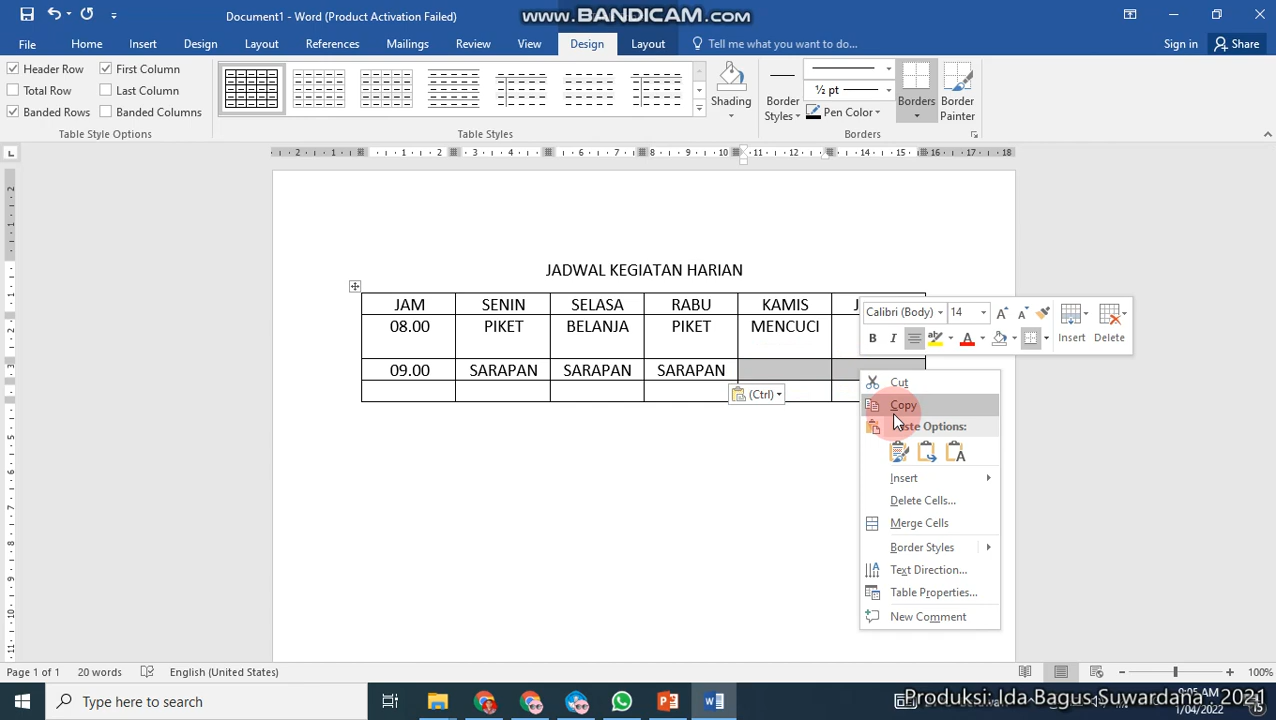 Document1 - Word (Product Activation Failed)
www.BANDICAM.com
File Home Insert Design Layout References Mailings Review View Design Layout Tell me what you want to do... Sign in Share
Header Row First Column
Total Row Last Column
Banded Rows Banded Columns
Table Style Options
Table Styles
Shading
Border Styles
½ pt
Pen Color
Borders
Border Painter
Borders
JADWAL KEGIATAN HARIAN
JAM SENIN SELASA RABU KAMIS J
08.00 PIKET BELANJA PIKET MENCUCI
09.00 SARAPAN SARAPAN SARAPAN
(Ctrl)
Calibri (Body) 14
B I A Insert Delete
Cut
Copy
Paste Options:
Insert
Delete Cells...
Merge Cells
Border Styles
Text Direction...
Table Properties...
New Comment
Page 1 of 1 20 words English (United States) 100%
Type here to search
Produksi: Ida Bagus Suwardana_2021
1/04/2022